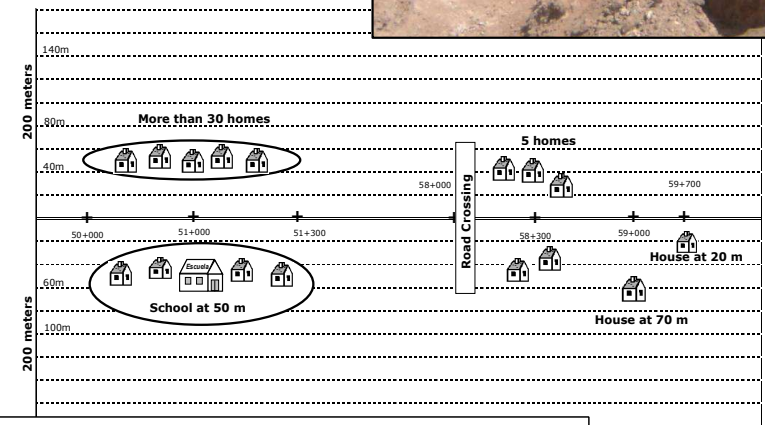 140m
200 meters
80m
More than 30 homes
5 homes
40m
58+000
59+700
Road Crossing
50+000
51+000
51+300
58+300
59+000
House at 20 m
Escuela
60m
School at 50 m
House at 70 m
100m
200 meters